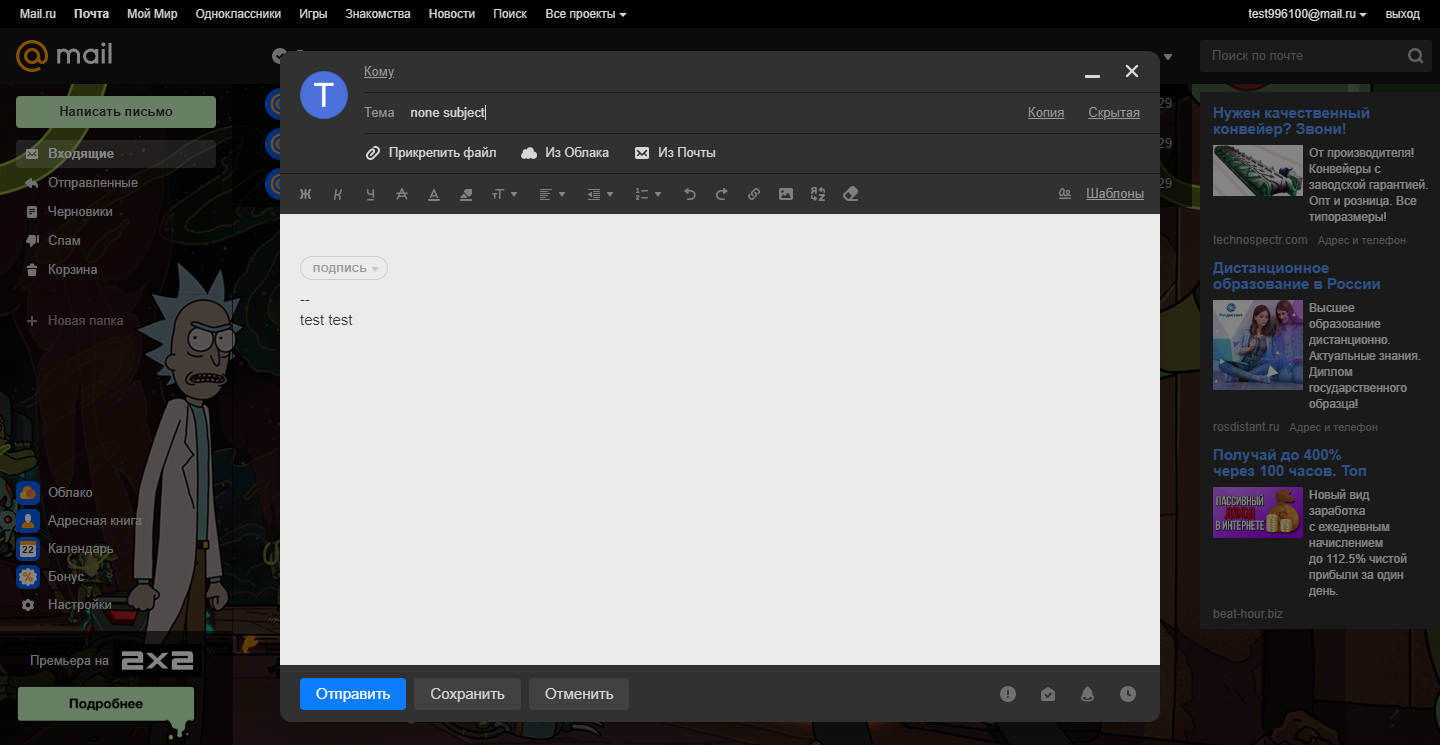 Mail.ru Почта Мой Мир Одноклассники Игры Знакомства Новости Поиск Все проекты
test996100@mail.ru выход
@mail
Поиск по почте
Написать письмо
Входящие
Отправленные
Черновики
Спам
Корзина
Новая папка
Облако
Адресная книга
22 Календарь
% Бонус
Настройки
Премьера на 2x2
Подробнее
T
Кому
Тема none subject
Копия Скрытая
Прикрепить файл Из Облака Из Почты
Ж К Ч А А тТ
Шаблоны
подпись
--
test test
Отправить Сохранить Отменить
29
29
29
Нужен качественный
конвейер? Звони!
От производителя!
Конвейеры с
заводской гарантией.
Опт и розница. Все
типоразмеры!
technospectr.com Адрес и телефон
Дистанционное
образование в России
Высшее
образование
дистанционно.
Актуальные знания.
Диплом
государственного
образца!
rosdistant.ru Адрес и телефон
Получай до 400%
через 100 часов. Топ
ПАССИВНЫЙ
ДОХОД
В ИНТЕРНЕТЕ
Новый вид
заработка
с ежедневным
начислением
до 112.5% чистой
прибыли за один
день.
beat-hour.biz